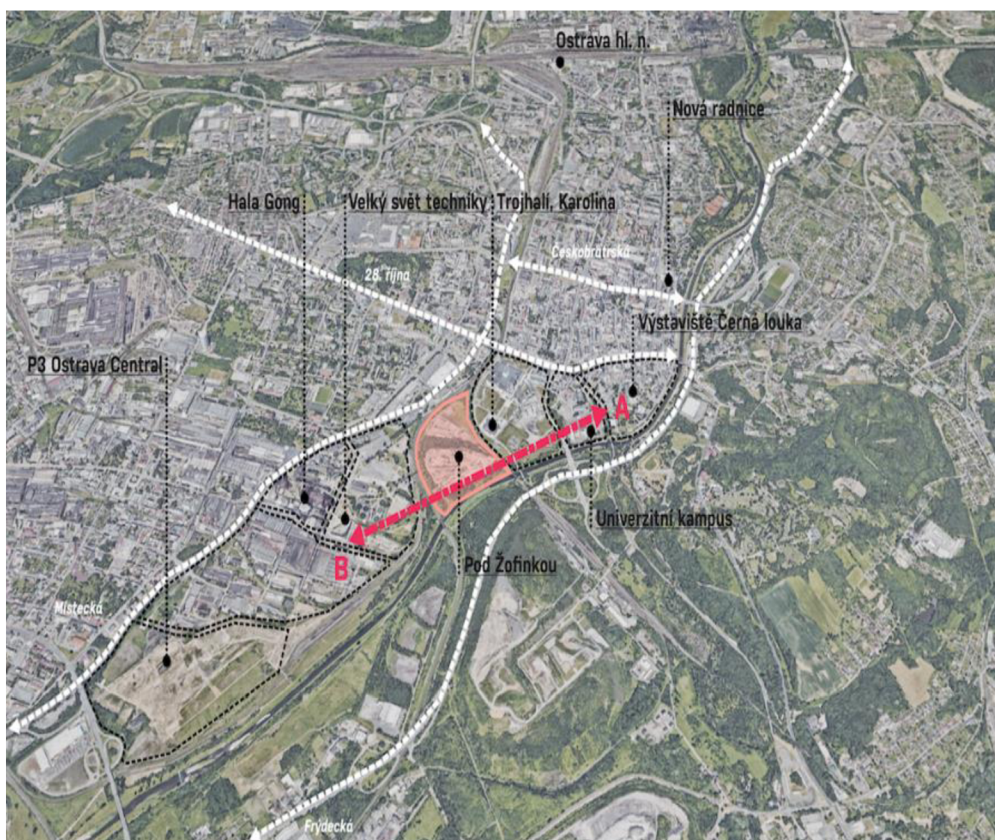 Ostrava hl. n.
Nová radnice
Hala Gong
Velký svět techniky
Trojhalí, Karolina
Českobratrská
28. října
Výstaviště Černá louka
P3 Ostrava Central
A
Univerzitní kampus
Pod Žofinkou
B
Místecká
Frýdecká